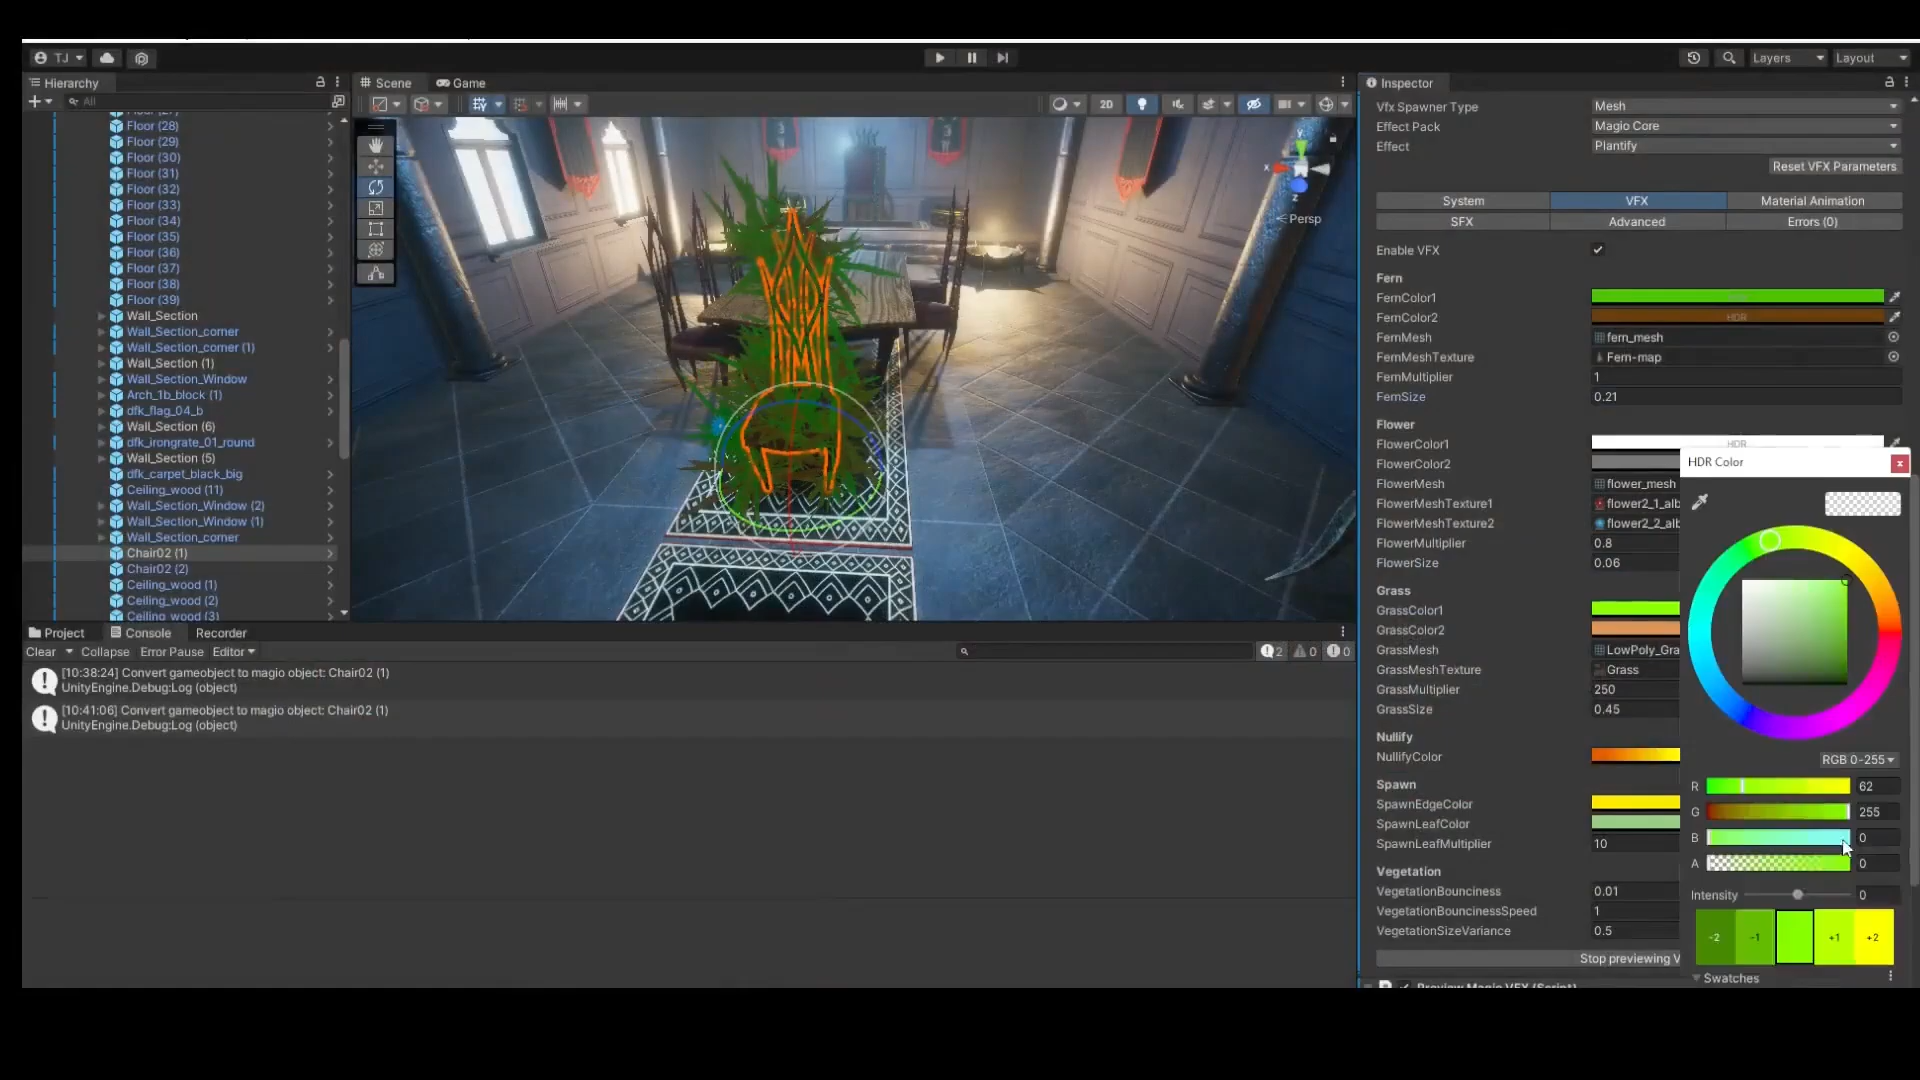 TJ
Layers
Layout
Hierarchy
Scene
Game
Inspector
All
2D
Floor (28)
Floor (29)
Floor (30)
Floor (31)
Floor (32)
Floor (33)
Floor (34)
Floor (35)
Floor (36)
Floor (37)
Floor (38)
Floor (39)
Wall_Section
Wall_Section_corner
Wall_Section_corner (1)
Wall_Section (1)
Wall_Section_Window
Arch_1b_block (1)
dfk_flag_04_b
Wall_Section (6)
dfk_irongrate_01_round
Wall_Section (5)
dfk_carpet_black_big
Ceiling_wood (11)
Wall_Section_Window (2)
Wall_Section_Window (1)
Wall_Section_corner
Chair02 (1)
Chair02 (2)
Ceiling_wood (1)
Ceiling_wood (2)
Ceiling_wood (3)
y
x
z
Persp
Vfx Spawner Type Mesh
Effect Pack Magio Core
Effect Plantify
Reset VFX Parameters
System VFX Material Animation
SFX Advanced Errors (0)
Enable VFX
Fern
FernColor1
FernColor2 HDR
FernMesh fern_mesh
FernMeshTexture Fern-map
FernMultiplier 1
FernSize 0.21
Flower
FlowerColor1 HDR
FlowerColor2
FlowerMesh flower_mesh
FlowerMeshTexture1 flower2_1_alb
FlowerMeshTexture2 flower2_2_alb
FlowerMultiplier 0.8
FlowerSize 0.06
Grass
GrassColor1
GrassColor2
GrassMesh LowPoly_Gra
GrassMeshTexture Grass
GrassMultiplier 250
GrassSize 0.45
Nullify
NullifyColor
Spawn
SpawnEdgeColor
SpawnLeafColor
SpawnLeafMultiplier 10
Vegetation
VegetationBounciness 0.01
VegetationBouncinessSpeed 1
VegetationSizeVariance 0.5
Stop previewing V
Preview Magic VFX (Script)
HDR Color
x
RGB 0-255
R 62
G 255
B 0
A 0
Intensity 0
-2 -1 +1 +2
Swatches
Project
Console
Recorder
Clear Collapse Error Pause Editor
2 0 0
[10:38:24] Convert gameobject to magio object: Chair02 (1)
UnityEngine.Debug:Log (object)
[10:41:06] Convert gameobject to magio object: Chair02 (1)
UnityEngine.Debug:Log (object)